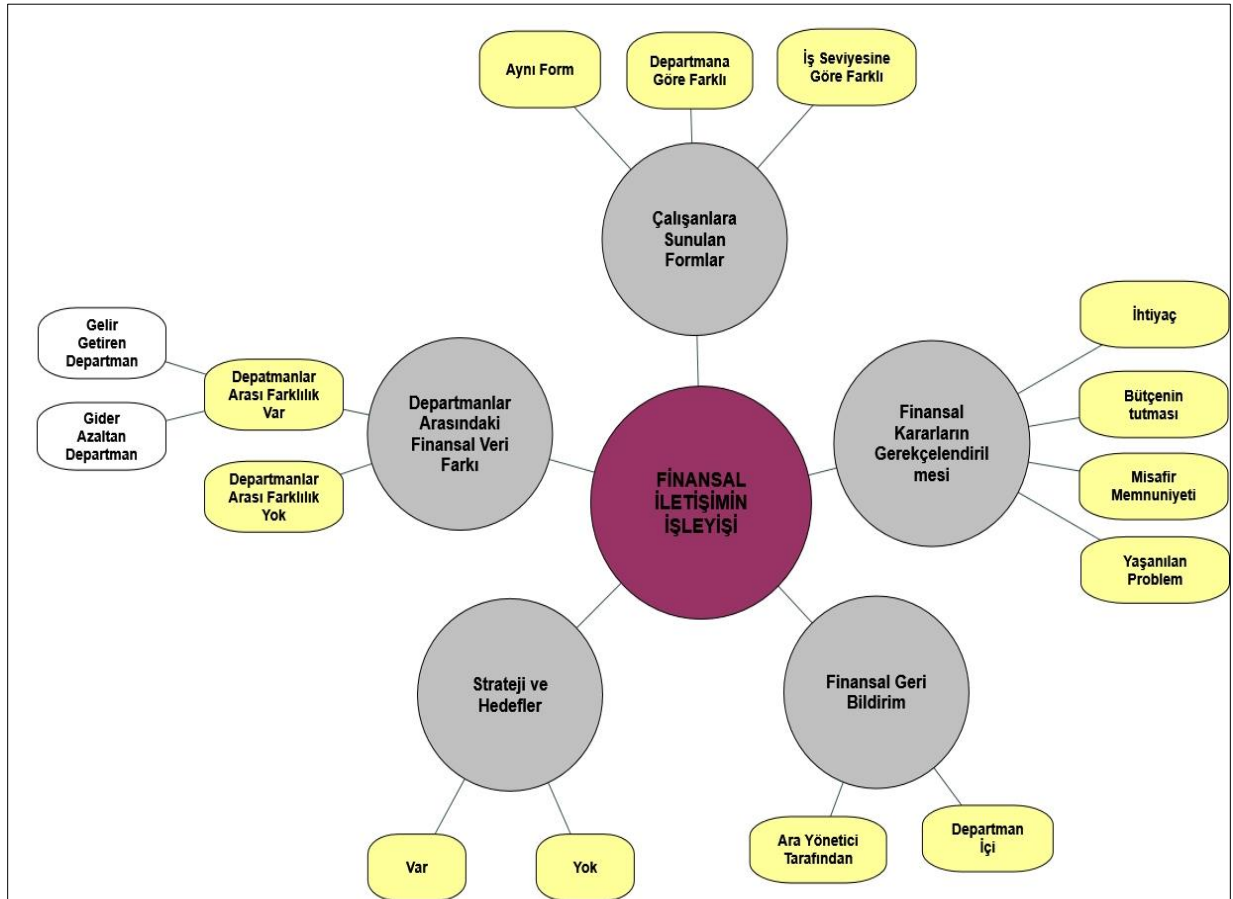 Aynı Form
Departmana
Göre Farklı
İş Seviyesine
Göre Farklı
Çalışanlara
Sunulan
Formlar
Gelir
Getiren
Departman
Gider
Azaltan
Departman
Depatmanlar
Arası Farklılık
Var
Departmanlar
Arası Farklılık
Yok
Departmanlar
Arasındaki
Finansal Veri
Farkı
FİNANSAL
İLETİŞİMİN
İŞLEYİŞİ
Finansal
Kararların
Gerekçelendiril
mesi
İhtiyaç
Bütçenin
tutması
Misafir
Memnuniyeti
Yaşanılan
Problem
Strateji ve
Hedefler
Var
Yok
Finansal Geri
Bildirim
Ara Yönetici
Tarafından
Departman
İçi